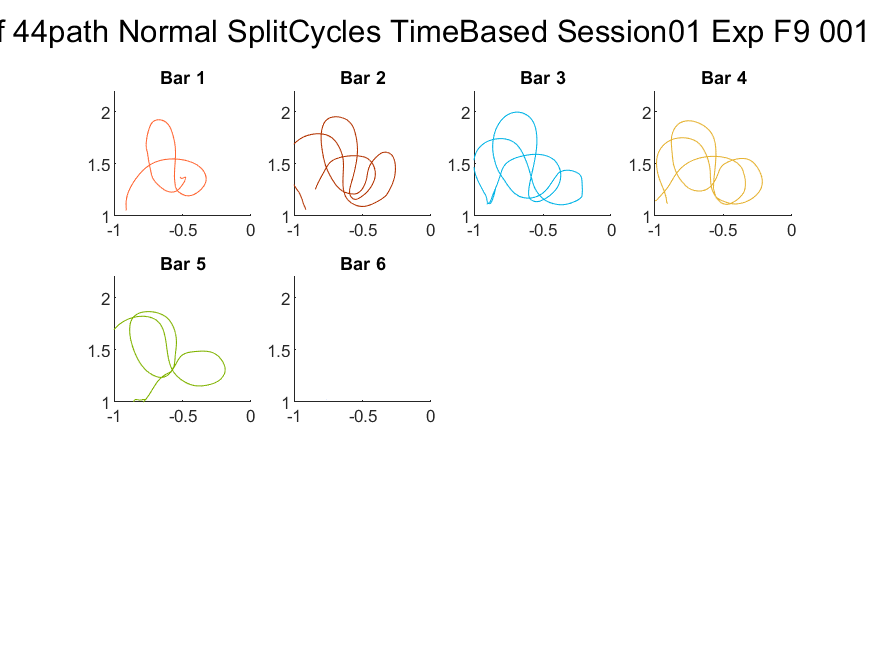 f 44path Normal SplitCycles TimeBased Session01 Exp F9 001
Bar 1 Bar 2 Bar 3 Bar 4
2 2 2 2
1.5 1.5 1.5 1.5
1 1 1 1
-1 -0.5 0 -1 -0.5 0 -1 -0.5 0 -1 -0.5 0
Bar 5 Bar 6
2 2
1.5 1.5
1 1
-1 -0.5 0 -1 -0.5 0